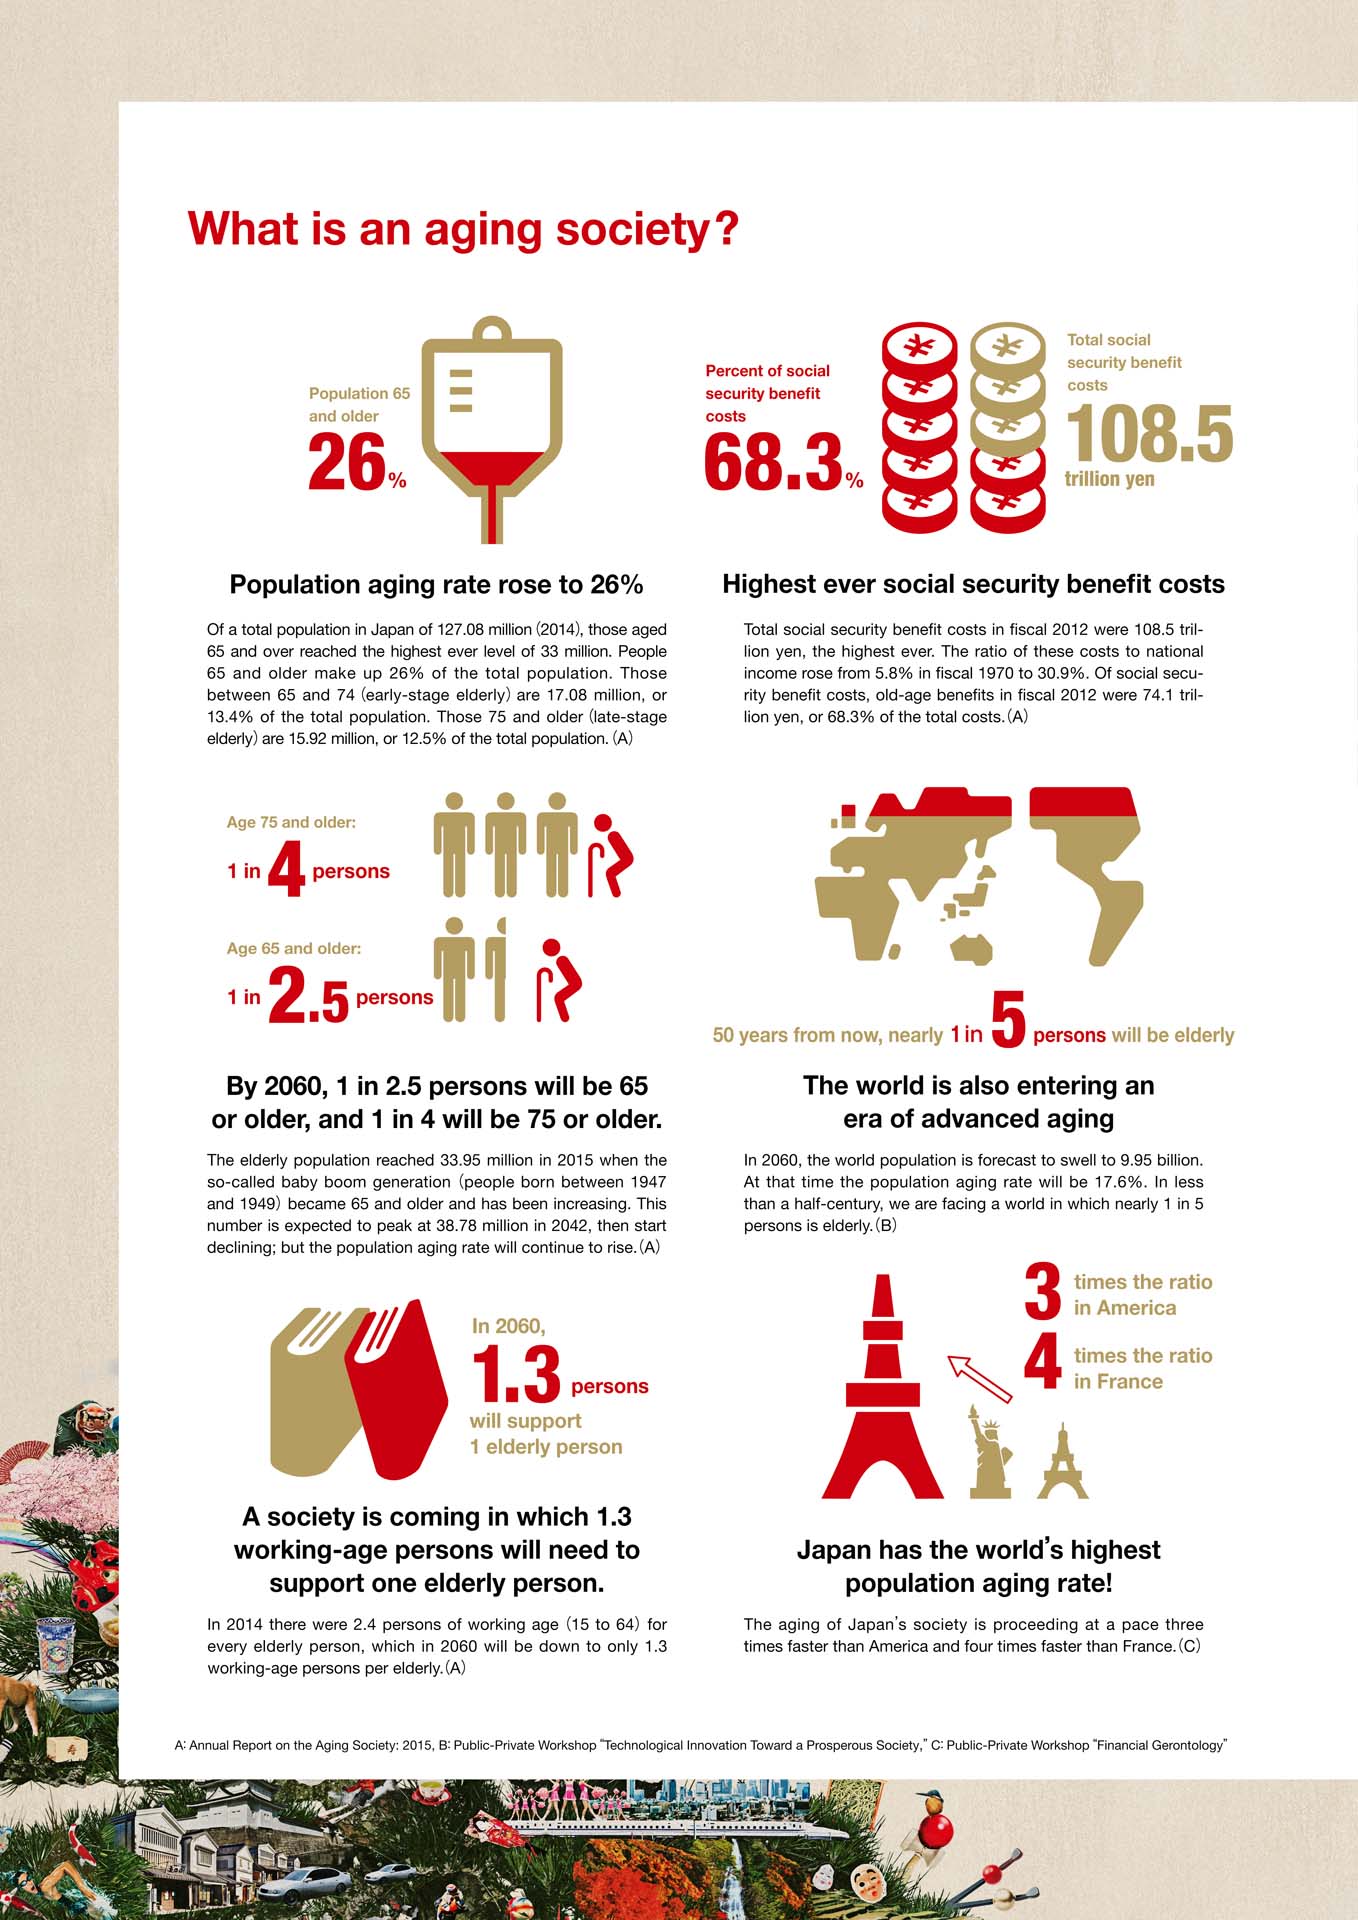 What is an aging society?
Population 65
and older
26%
Percent of social
security benefit
costs
68.3%
Total social
security benefit
costs
108.5
trillion yen
Population aging rate rose to 26%
Of a total population in Japan of 127.08 million (2014), those aged
65 and over reached the highest ever level of 33 million. People
65 and older make up 26% of the total population. Those
between 65 and 74 (early-stage elderly) are 17.08 million, or
13.4% of the total population. Those 75 and older (late-stage
elderly) are 15.92 million, or 12.5% of the total population. (A)
Highest ever social security benefit costs
Total social security benefit costs in fiscal 2012 were 108.5 tril-
lion yen, the highest ever. The ratio of these costs to national
income rose from 5.8% in fiscal 1970 to 30.9%. Of social secu-
rity benefit costs, old-age benefits in fiscal 2012 were 74.1 tril-
lion yen, or 68.3% of the total costs. (A)
Age 75 and older:
1 in 4 persons
Age 65 and older:
1 in 2.5 persons
50 years from now, nearly 1 in 5 persons will be elderly
By 2060, 1 in 2.5 persons will be 65
or older, and 1 in 4 will be 75 or older.
The elderly population reached 33.95 million in 2015 when the
so-called baby boom generation (people born between 1947
and 1949) became 65 and older and has been increasing. This
number is expected to peak at 38.78 million in 2042, then start
declining; but the population aging rate will continue to rise. (A)
The world is also entering an
era of advanced aging
In 2060, the world population is forecast to swell to 9.95 billion.
At that time the population aging rate will be 17.6%. In less
than a half-century, we are facing a world in which nearly 1 in 5
persons is elderly. (B)
In 2060,
1.3 persons
will support
1 elderly person
3 times the ratio
in America
4 times the ratio
in France
A society is coming in which 1.3
working-age persons will need to
support one elderly person.
In 2014 there were 2.4 persons of working age (15 to 64) for
every elderly person, which in 2060 will be down to only 1.3
working-age persons per elderly. (A)
Japan has the world's highest
population aging rate!
The aging of Japan's society is proceeding at a pace three
times faster than America and four times faster than France. (C)
A: Annual Report on the Aging Society: 2015, B: Public-Private Workshop "Technological Innovation Toward a Prosperous Society," C: Public-Private Workshop "Financial Gerontology"